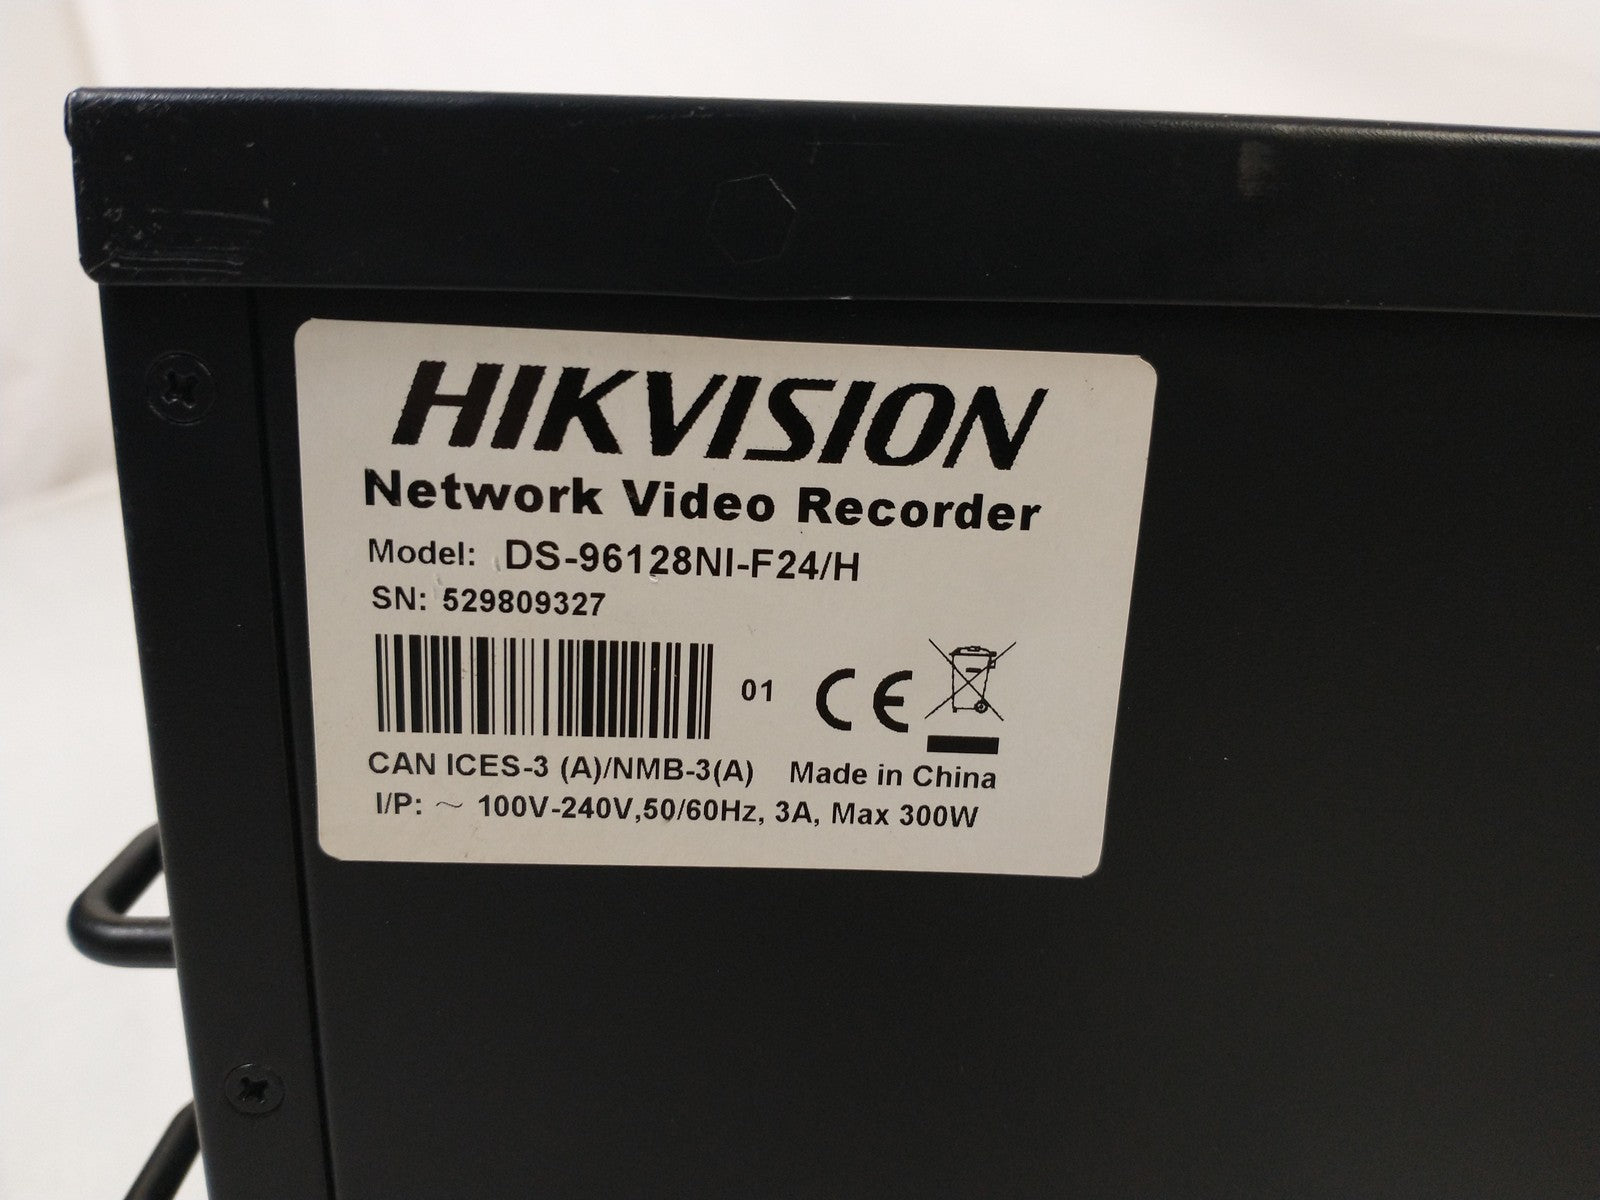 HIKVISION
Network Video Recorder
Model: DS-96128NI-F24/H
SN: 529809327
01 CE
CAN ICES-3 (A)/NMB-3(A) Made in China
I/P: ~ 100V-240V,50/60Hz, 3A, Max 300W